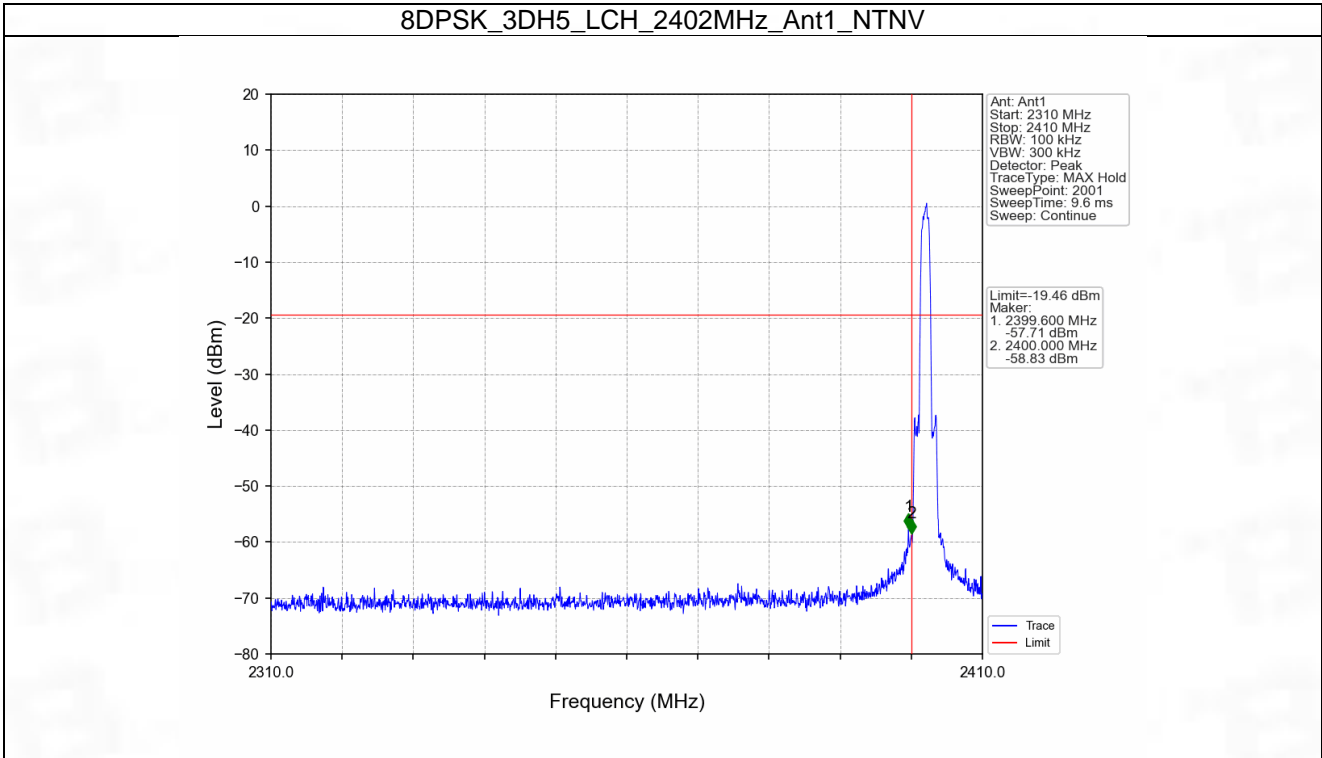 8DPSK_3DH5_LCH_2402MHz_Ant1_NTNV
20
10
0
−10
−20
−30
−40
−50
−60
−70
−80
Level (dBm)
2310.0
2410.0
Frequency (MHz)
1
2
Ant: Ant1
Start: 2310 MHz
Stop: 2410 MHz
RBW: 100 kHz
VBW: 300 kHz
Detector: Peak
TraceType: MAX Hold
SweepPoint: 2001
SweepTime: 9.6 ms
Sweep: Continue
Limit=-19.46 dBm
Maker:
1. 2399.600 MHz
-57.71 dBm
2. 2400.000 MHz
-58.83 dBm
Trace
Limit